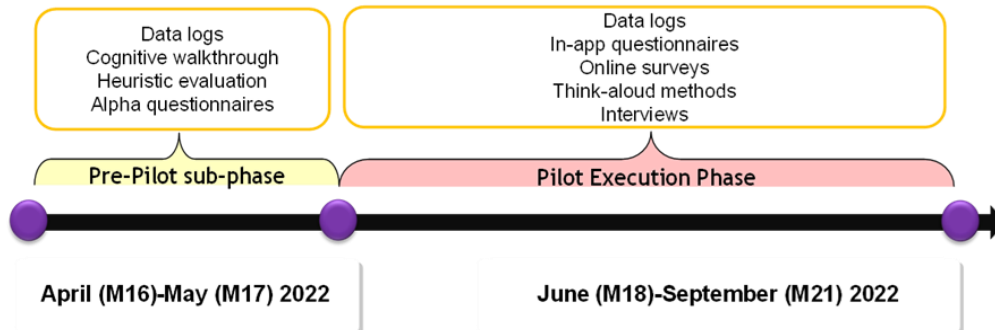 Data logs
Cognitive walkthrough
Heuristic evaluation
Alpha questionnaires
Data logs
In-app questionnaires
Online surveys
Think-aloud methods
Interviews
Pre-Pilot sub-phase
Pilot Execution Phase
April (M16)-May (M17) 2022
June (M18)-September (M21) 2022